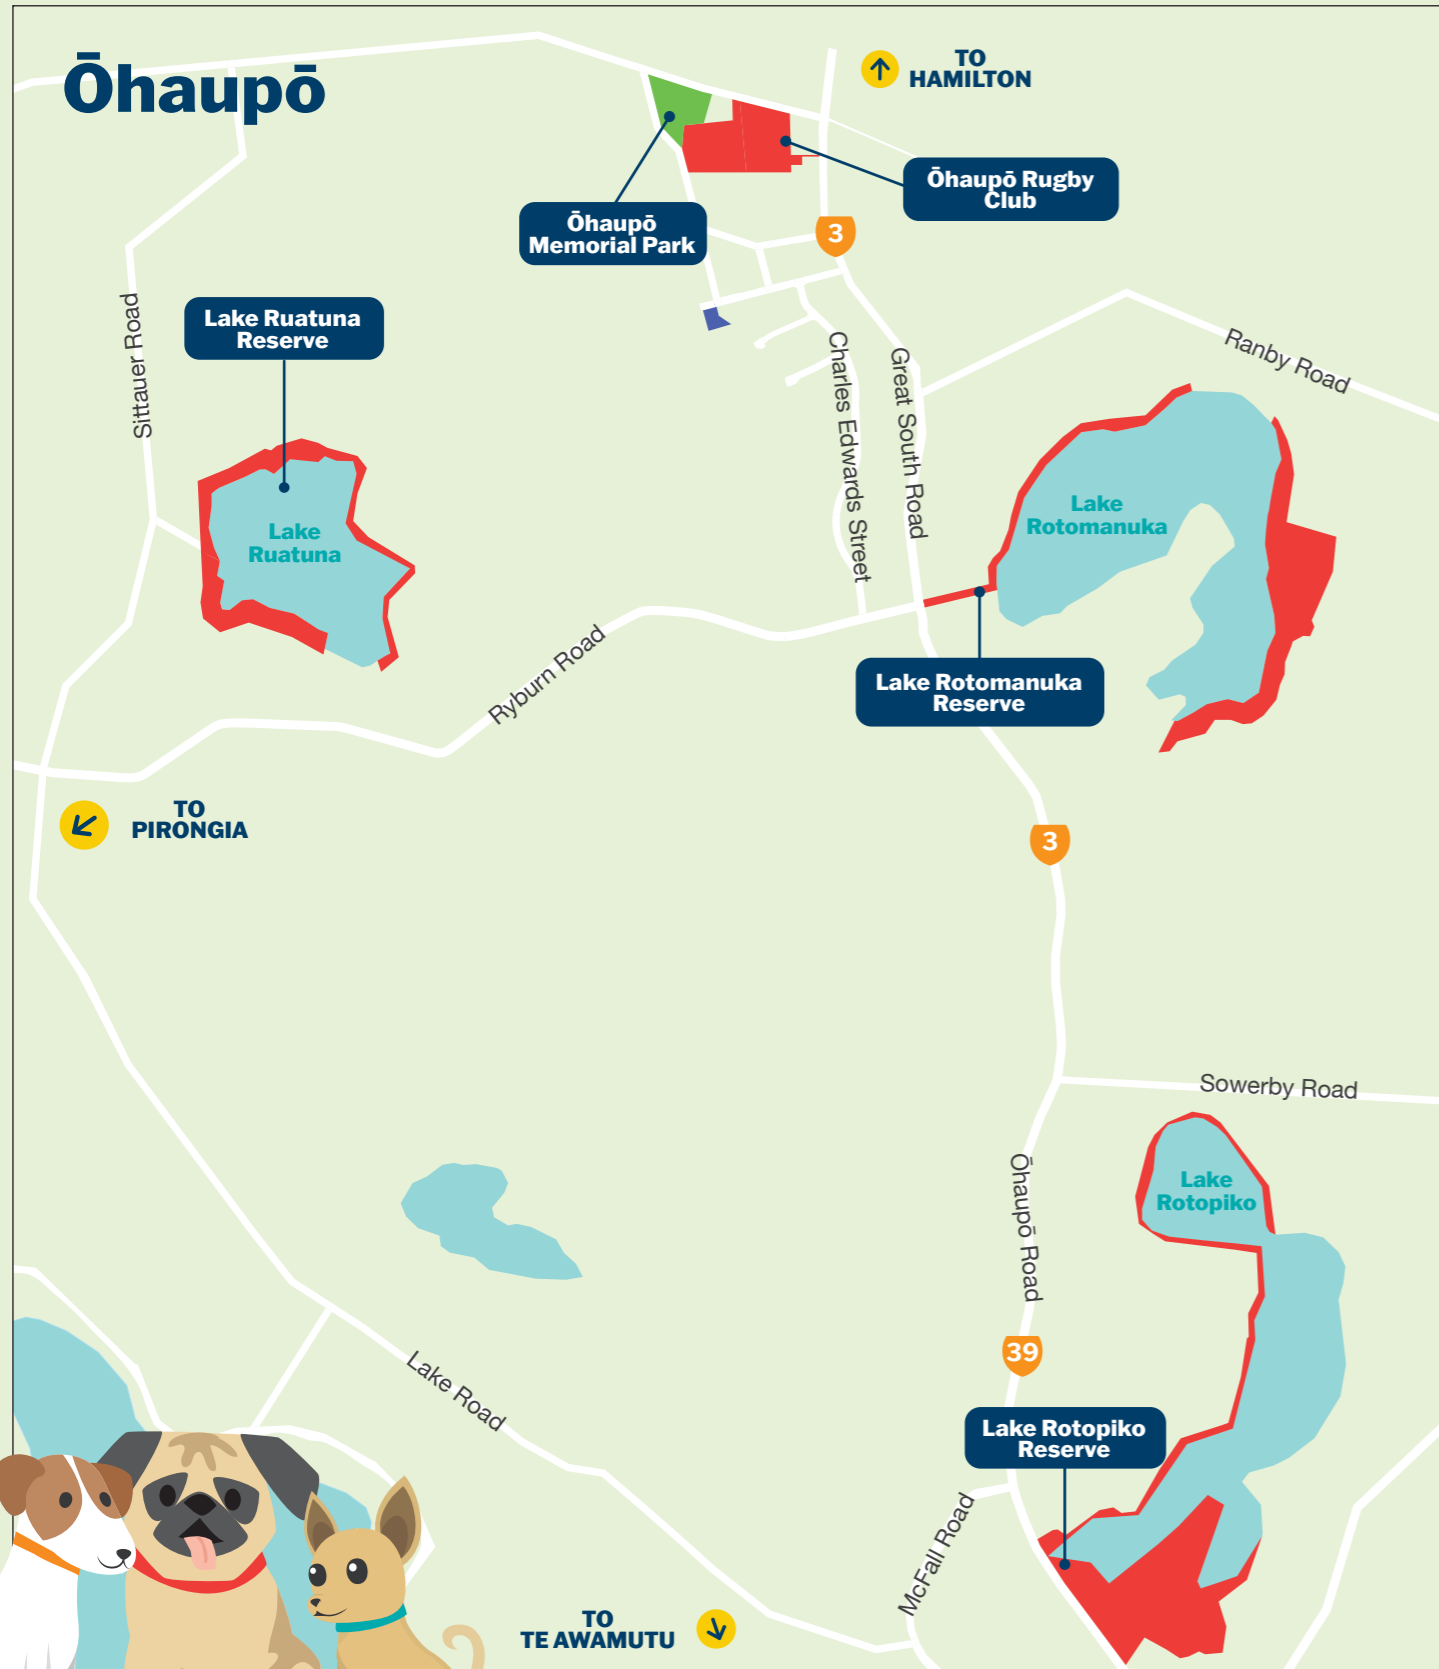 Ōhaupō
TO
HAMILTON
Ōhaupō Rugby
Club
Ōhaupō
Memorial Park
3
Lake Ruatuna
Reserve
Sittauer Road
Ranby Road
Charles Edwards Street
Great South Road
Lake
Rotomanuka
Lake
Ruatuna
Ryburn Road
Lake Rotomanuka
Reserve
TO
PIRONGIA
3
Sowerby Road
Ōhaupō Road
Lake
Rotopiko
39
Lake Road
Lake Rotopiko
Reserve
McFall Road
TO
TE AWAMUTU